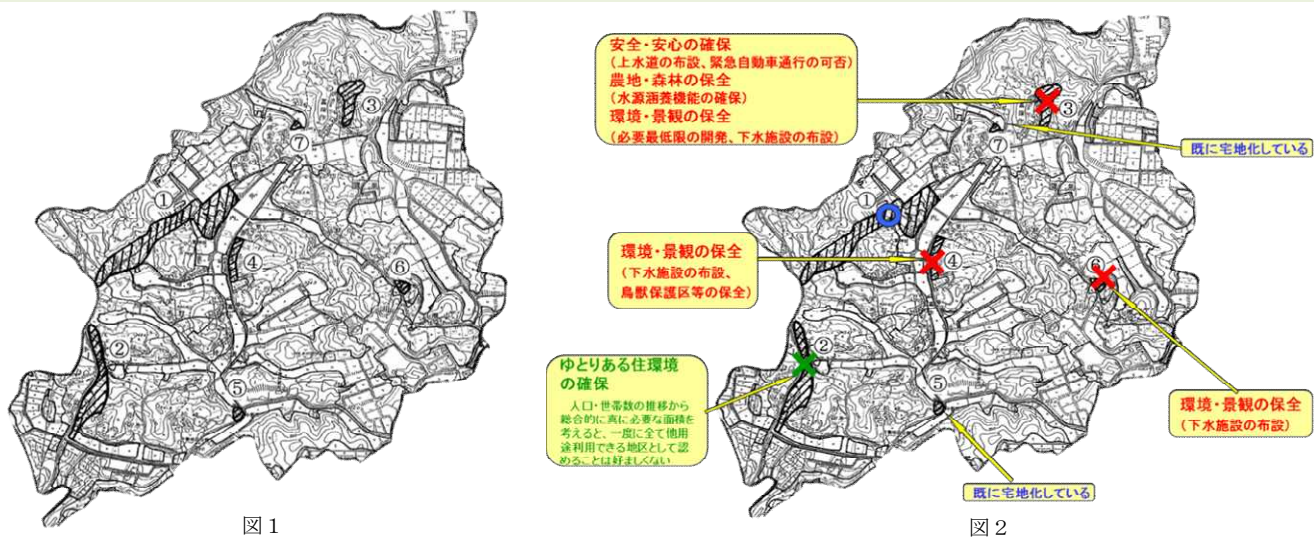 ①
②
③
④
⑤
⑥
⑦
図１
安全・安心の確保
(上水道の布設、緊急自動車通行の可否)
農地・森林の保全
(水源涵養機能の確保)
環境・景観の保全
(必要最低限の開発、下水施設の布設)
③
既に宅地化している
⑦
①
環境・景観の保全
(下水施設の布設、
鳥獣保護区等の保全)
④
⑥
②
ゆとりある住環境
の確保
人口・世帯数の推移から
総合的に真に必要な面積を
考えると、一度に全て他用
途利用できる地区として認
めることは好ましくない
⑤
環境・景観の保全
(下水施設の布設)
既に宅地化している
図２